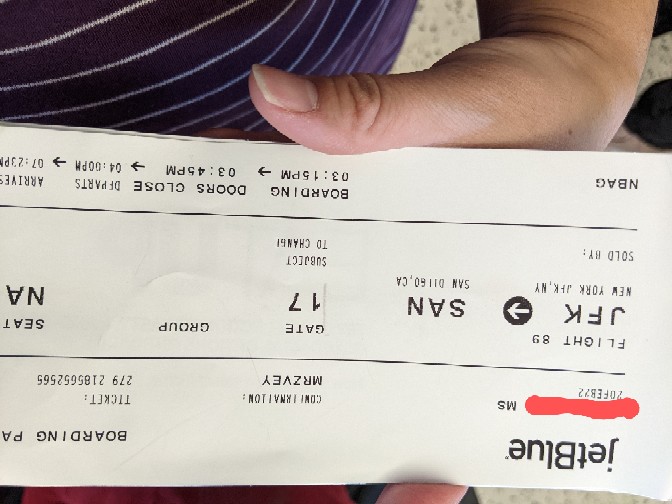 jetBlue
BOARDING PA
MS
20FEB22
CONFIRMATION: TICKET:
MRZVEY 279 2185652565
FLIGHT 89 GATE GROUP SEAT
JFK → SAN 17 NA
NEW YORK JFK,NY SAN DIEGO,CA SUBJECT
TO CHANGE
SOLD BY:
NBAG
BOARDING → DOORS CLOSE → DEPARTS → ARRIVES
03:15PM 03:45PM 04:00PM 07:23PM